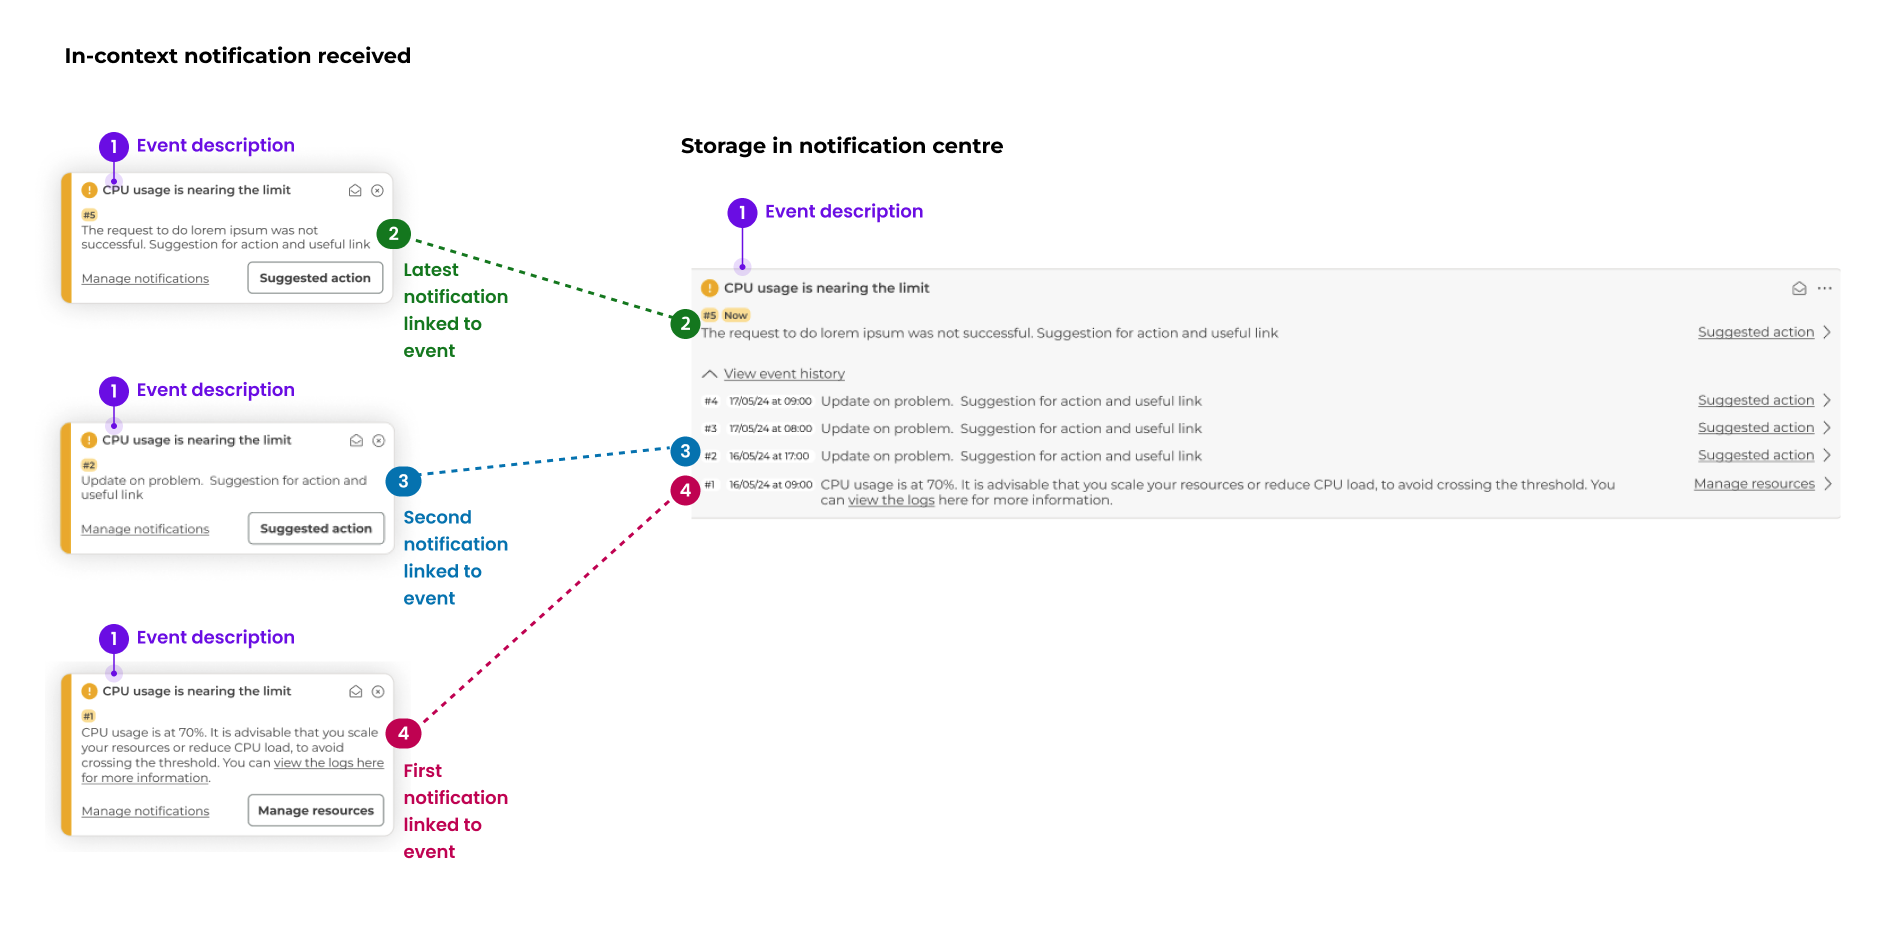 In-context notification received
1 Event description
CPU usage is nearing the limit
#5
The request to do lorem ipsum was not
successful. Suggestion for action and useful link
Manage notifications
Suggested action
2
Latest
notification
linked to
event
1 Event description
CPU usage is nearing the limit
#2
Update on problem. Suggestion for action and
useful link
Manage notifications
Suggested action
3
Second
notification
linked to
event
1 Event description
CPU usage is nearing the limit
#1
CPU usage is at 70%. It is advisable that you scale
your resources or reduce CPU load, to avoid
crossing the threshold. You can view the logs here
for more information.
Manage notifications
Manage resources
4
First
notification
linked to
event
Storage in notification centre
1 Event description
CPU usage is nearing the limit
2
#5 Now
The request to do lorem ipsum was not successful. Suggestion for action and useful link
Suggested action
View event history
#4 17/05/24 at 09:00 Update on problem. Suggestion for action and useful link Suggested action
#3 17/05/24 at 08:00 Update on problem. Suggestion for action and useful link Suggested action
3 #2 16/05/24 at 17:00 Update on problem. Suggestion for action and useful link Suggested action
4 #1 16/05/24 at 09:00 CPU usage is at 70%. It is advisable that you scale your resources or reduce CPU load, to avoid crossing the threshold. You Manage resources
can view the logs here for more information.